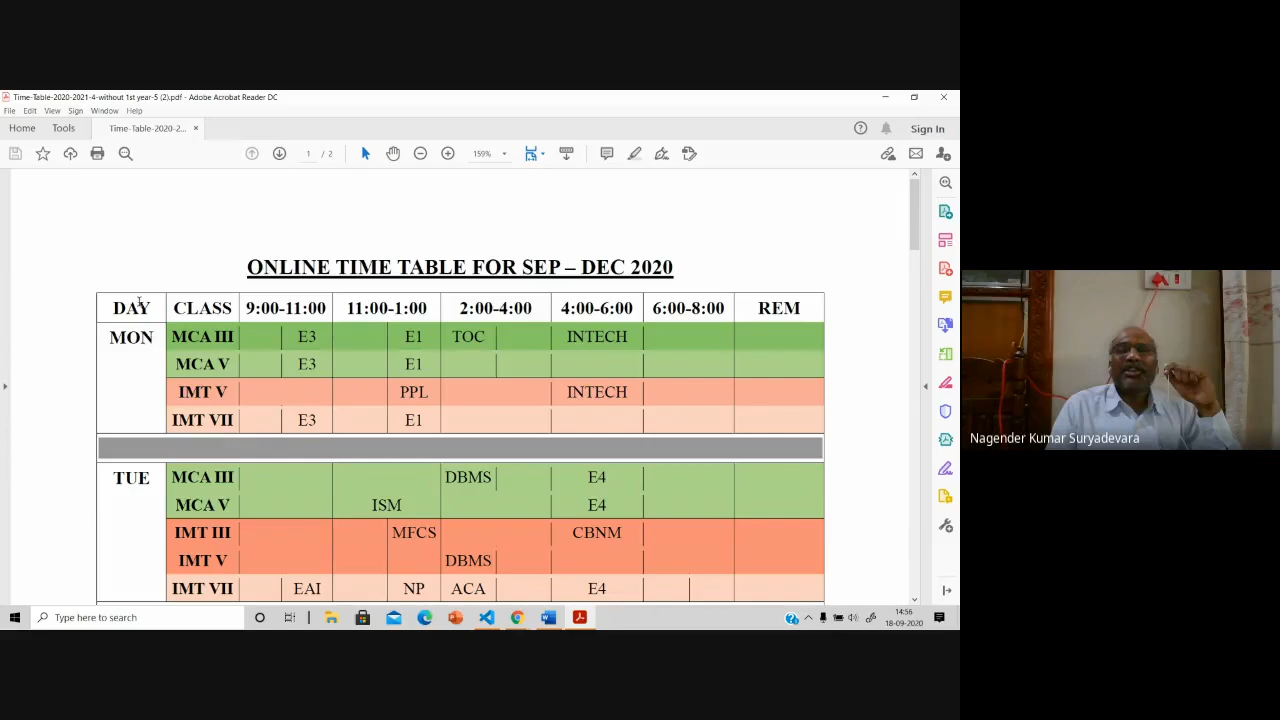 Time-Table-2020-2021-4-without 1st year-5 (2).pdf - Adobe Acrobat Reader DC
File Edit View Sign Window Help
Home Tools Time-Table-2020-2... × Sign In
1 / 2 159%
ONLINE TIME TABLE FOR SEP – DEC 2020
DAY CLASS 9:00-11:00 11:00-1:00 2:00-4:00 4:00-6:00 6:00-8:00 REM
MON MCA III E3 E1 TOC INTECH
MCA V E3 E1
IMT V PPL INTECH
IMT VII E3 E1
TUE MCA III DBMS E4
MCA V ISM E4
IMT III MFCS CBNM
IMT V DBMS
IMT VII EAI NP ACA E4
Nagender Kumar Suryadevara
Type here to search
14:56
18-09-2020